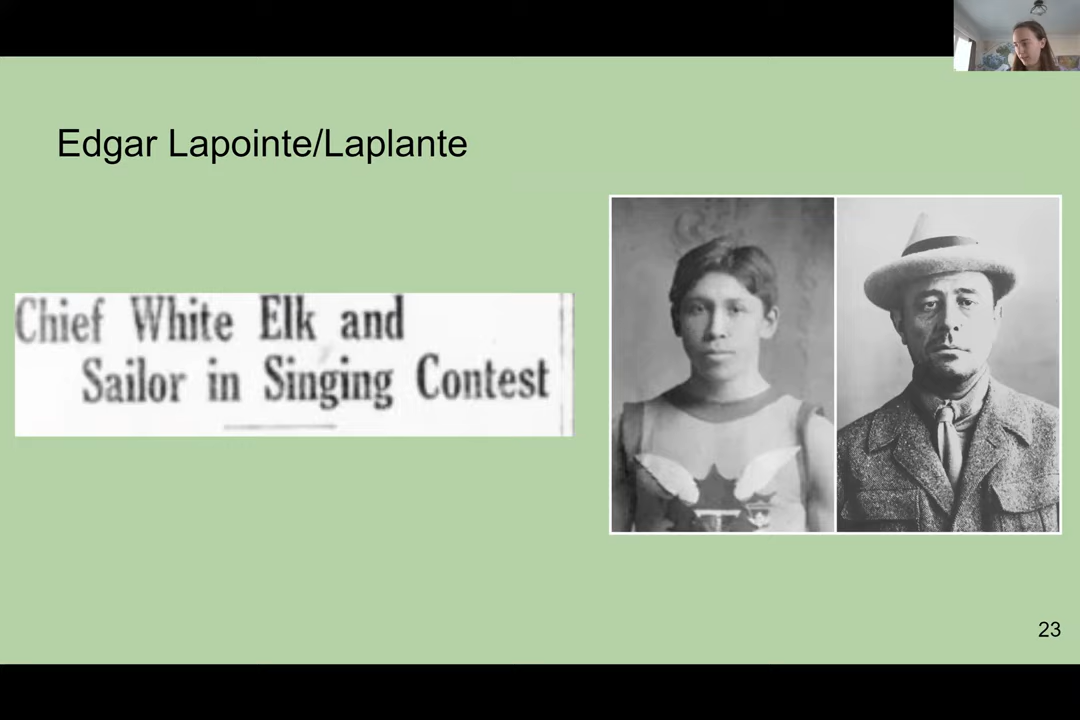 Edgar Lapointe/Laplante
Chief White Elk and
Sailor in Singing Contest
T
23